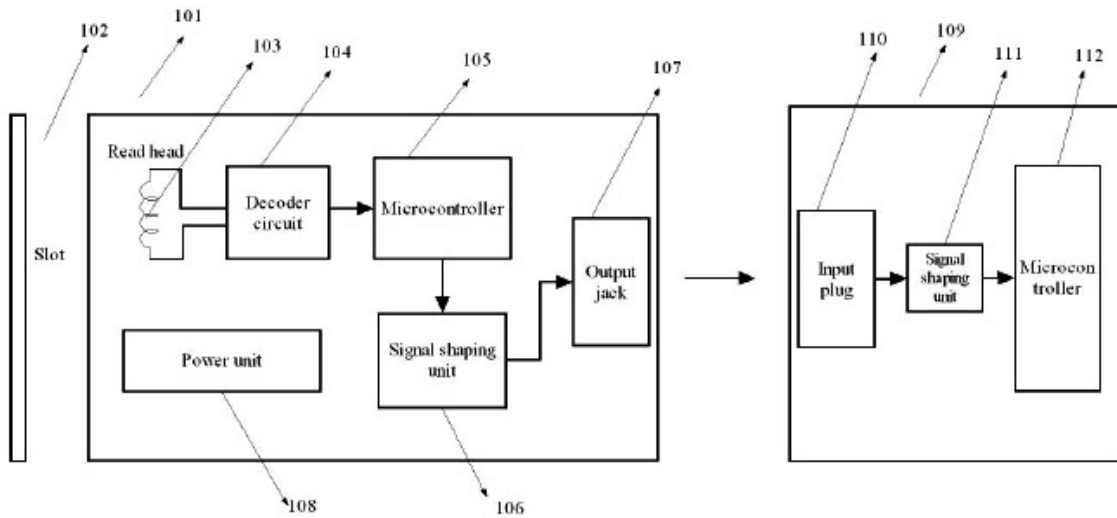 102
101
103
104
105
107
110
109
111
112
Read head
Decoder
circuit
Microcontroller
Slot
Output
jack
Input
plug
Signal
shaping
unit
Microcon
troller
Power unit
Signal shaping
unit
108
106